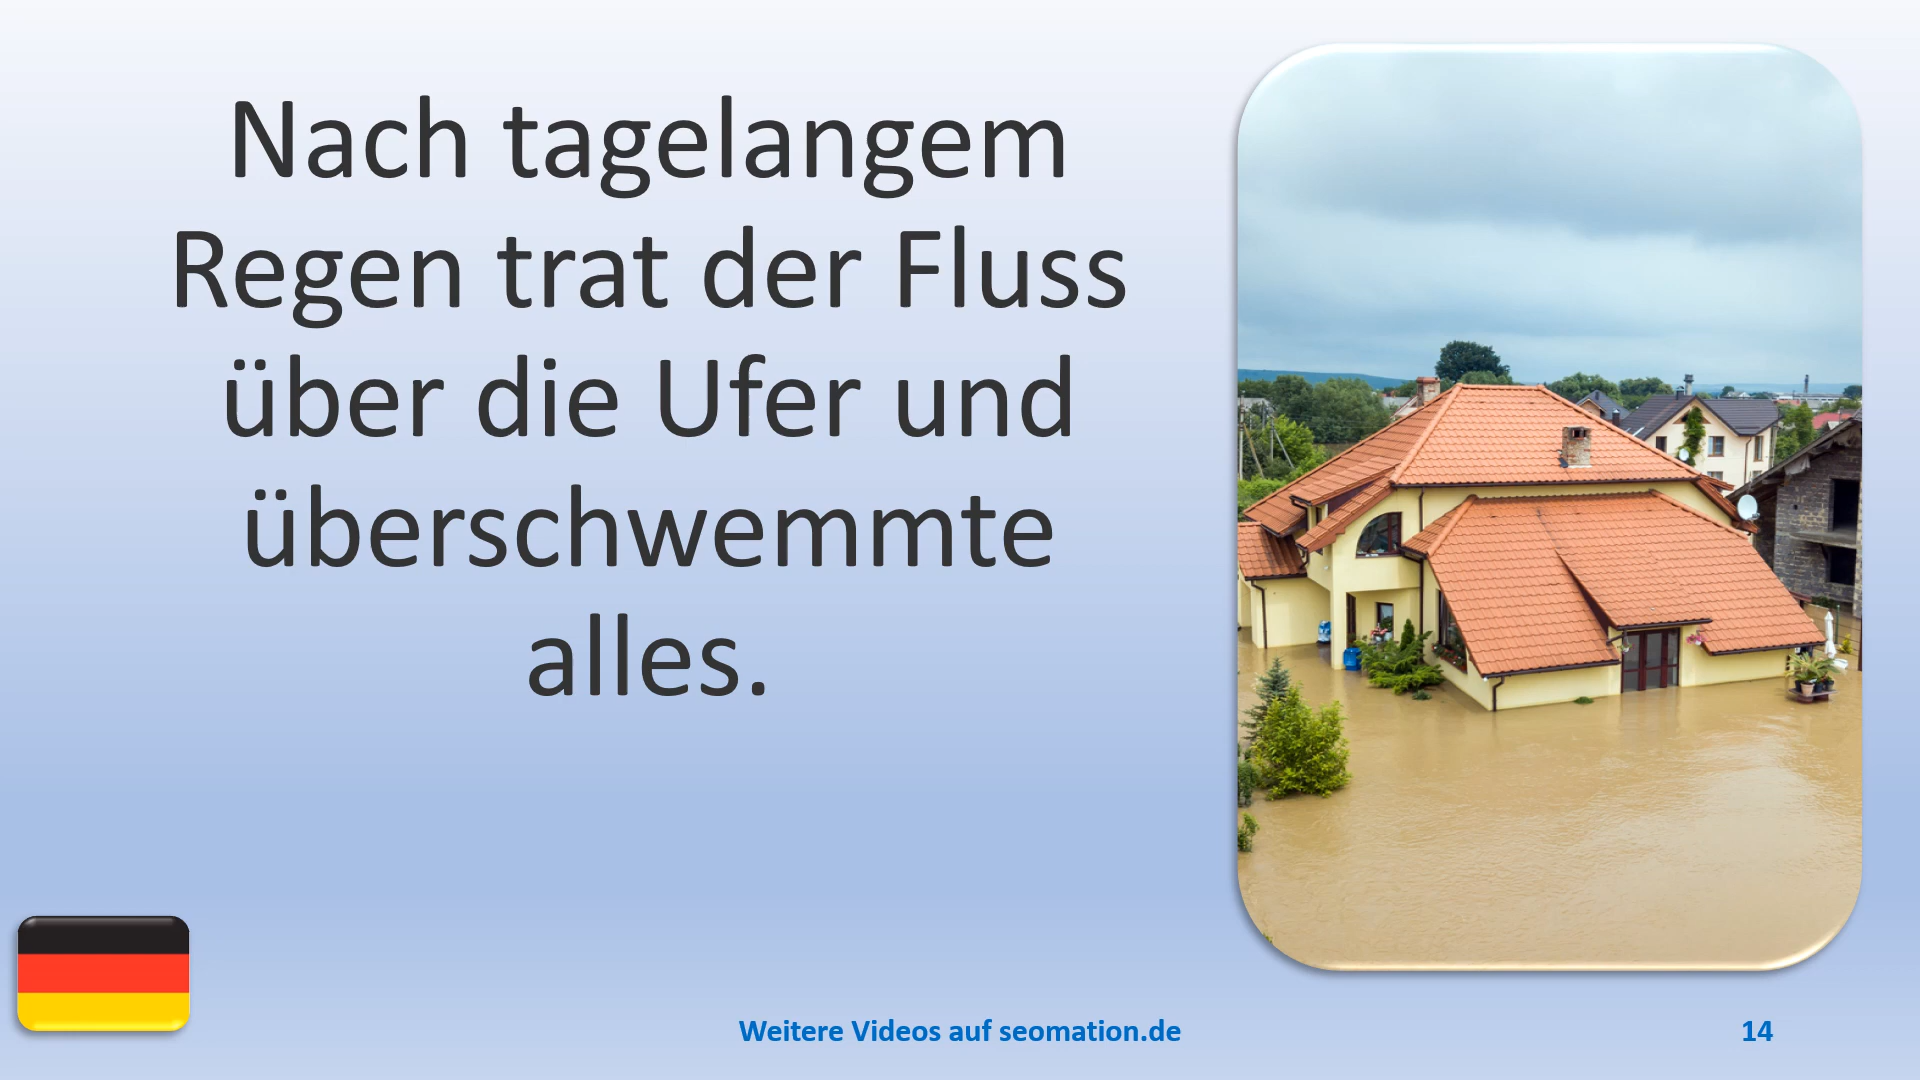 Nach tagelangem
Regen trat der Fluss
über die Ufer und
überschwemmte
alles.
Weitere Videos auf seomation.de
14